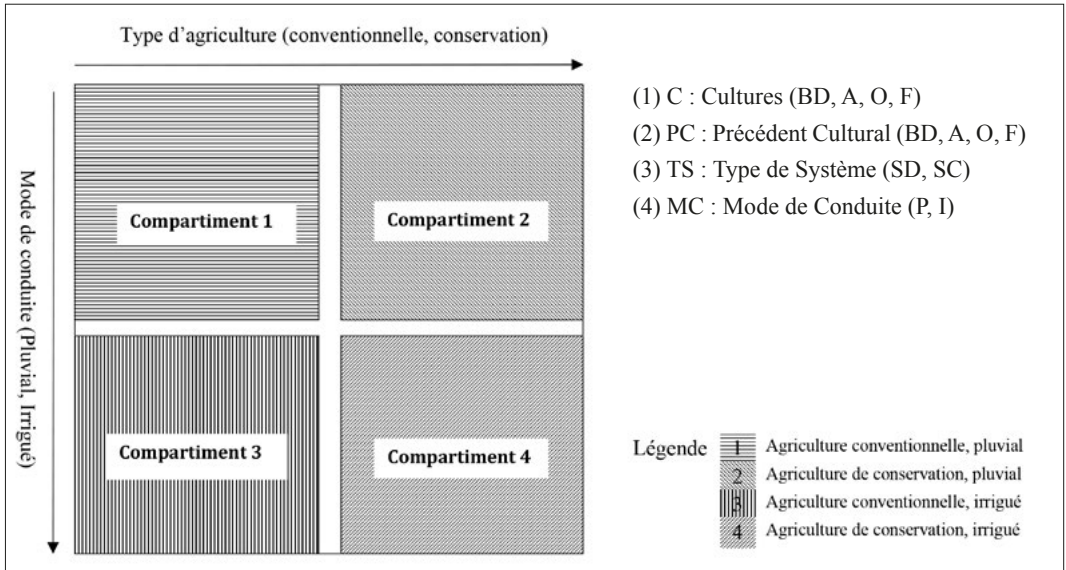 Type d'agriculture (conventionnelle, conservation)
Mode de conduite (Pluvial, Irrigué)
Compartiment 1
Compartiment 2
Compartiment 3
Compartiment 4
(1) C : Cultures (BD, A, O, F)
(2) PC : Précédent Cultural (BD, A, O, F)
(3) TS : Type de Système (SD, SC)
(4) MC : Mode de Conduite (P, I)
Légende
1 Agriculture conventionnelle, pluvial
2 Agriculture de conservation, pluvial
3 Agriculture conventionnelle, irrigué
4 Agriculture de conservation, irrigué